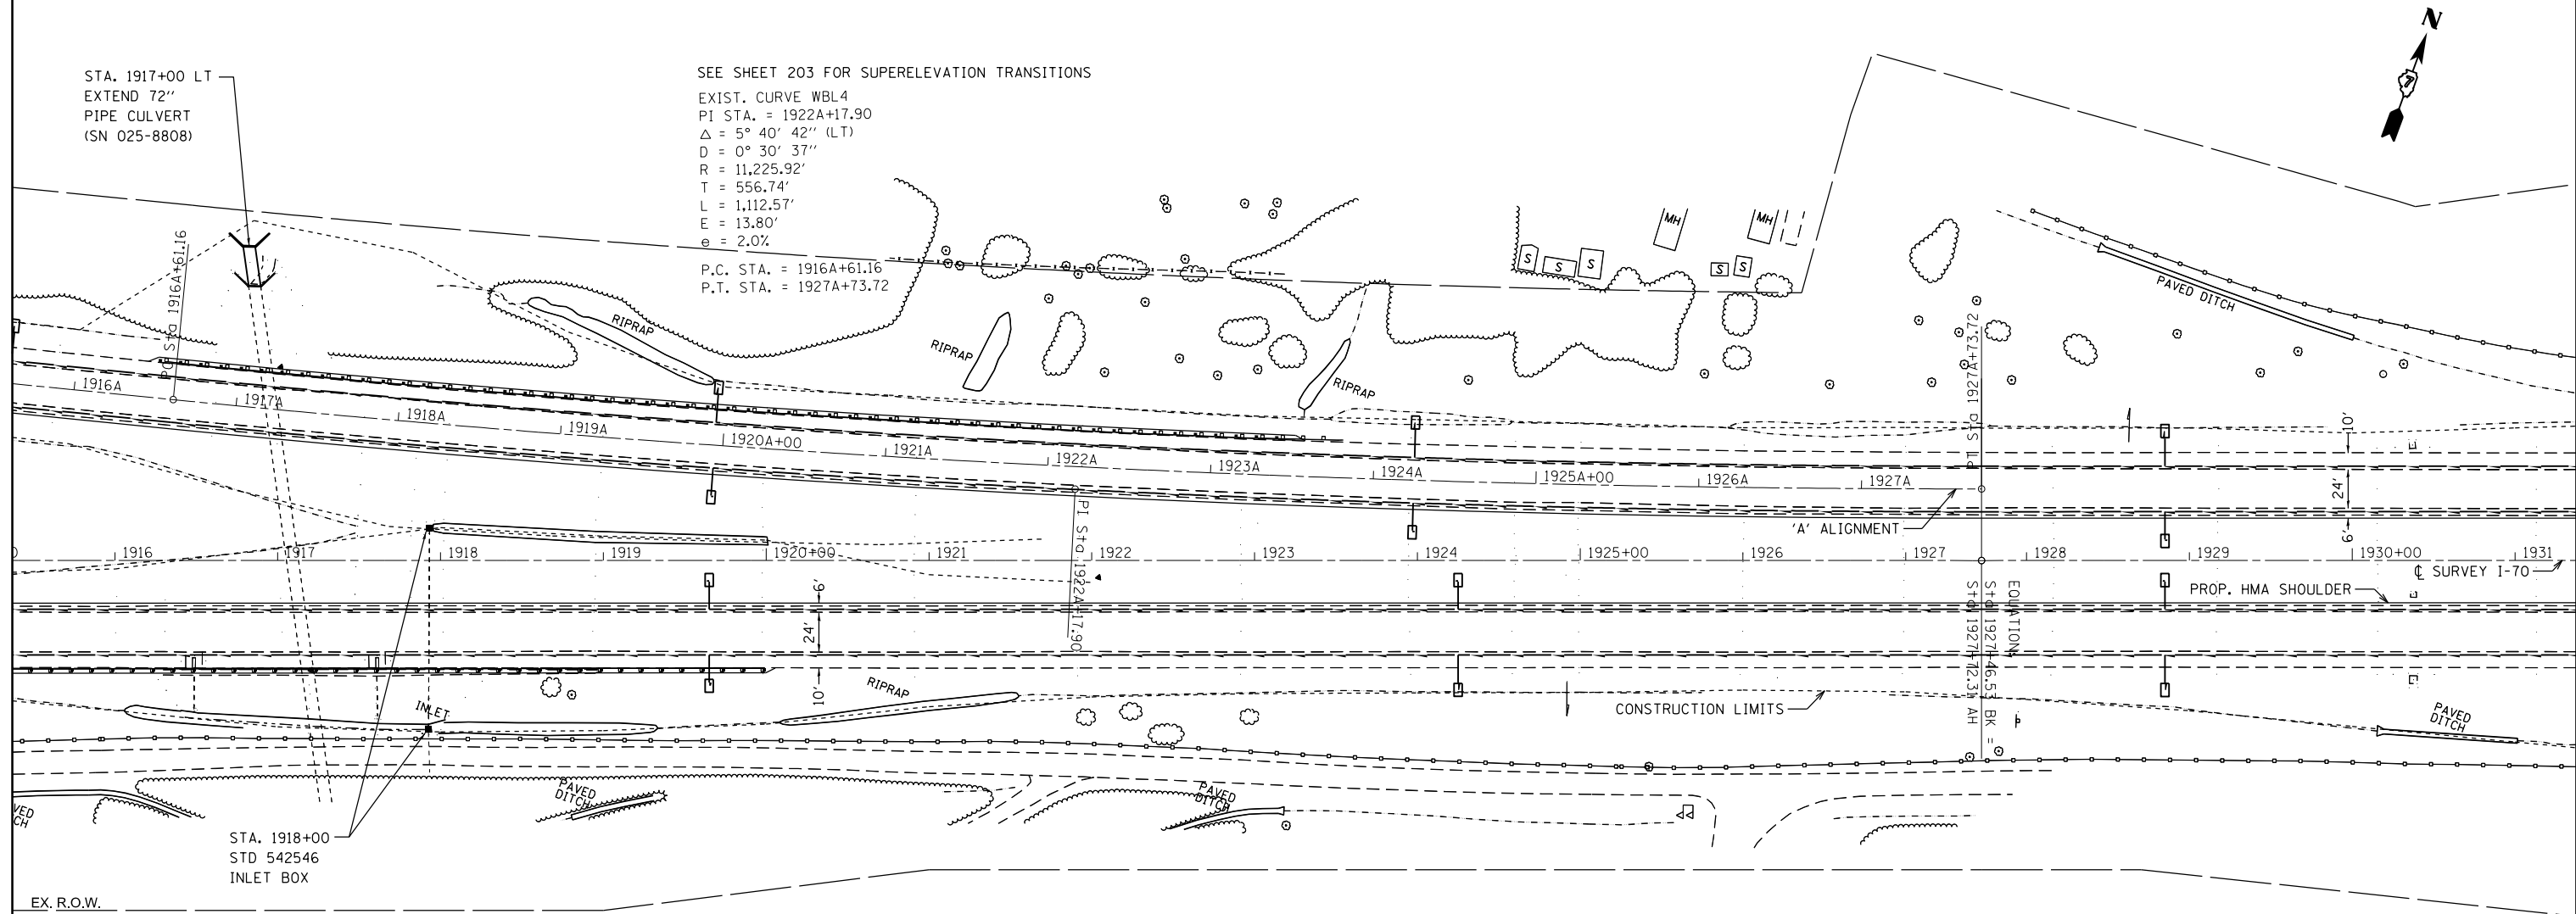 N
7
STA. 1917+00 LT
EXTEND 72''
PIPE CULVERT
(SN 025-8808)
SEE SHEET 203 FOR SUPERELEVATION TRANSITIONS
EXIST. CURVE WBL4
PI STA. = 1922A+17.90
△ = 5° 40' 42'' (LT)
D = 0° 30' 37''
R = 11,225.92'
T = 556.74'
L = 1,112.57'
E = 13.80'
e = 2.0%
P.C. STA. = 1916A+61.16
P.T. STA. = 1927A+73.72
PC Sta 1916A+61.16
RIPRAP
RIPRAP
RIPRAP
S
S
S
MH
S
S
MH
PAVED DITCH
PT STA 1927A+73.72
1916A
1917A
1918A
1919A
1920A+00
1921A
1922A
1923A
1924A
1925A+00
1926A
1927A
10'
24'
6'
'A' ALIGNMENT
PI Sta 1922A+17.90
1916
1917
1918
1919
1920+00
1921
1922
1923
1924
1925+00
1926
1927
1928
1929
1930+00
1931
℄ SURVEY I-70
PROP. HMA SHOULDER
EQUATION:
Sta 1927+46.53 BK =
Sta 1927+72.31 AH
6'
24'
10'
INLET
RIPRAP
CONSTRUCTION LIMITS
PAVED
DITCH
PAVED
DITCH
PAVED
DITCH
VED
CH
STA. 1918+00
STD 542546
INLET BOX
EX. R.O.W.